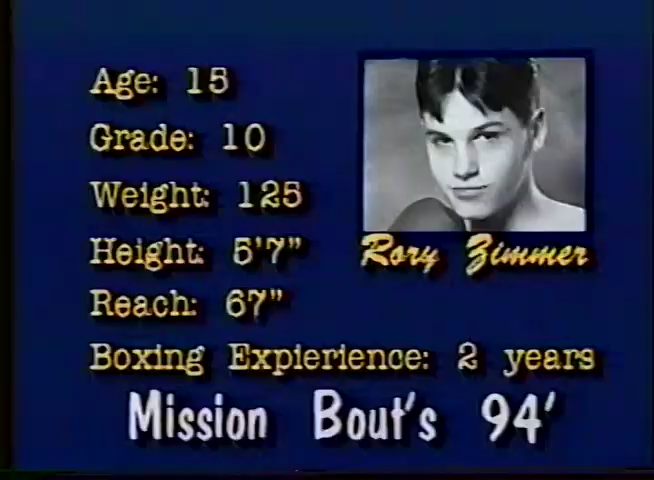 Age: 15
Grade: 10
Weight: 125
Height: 5'7"
Reach: 67"
Rory Zimmer
Boxing Expierience: 2 years
Mission Bout's 94'